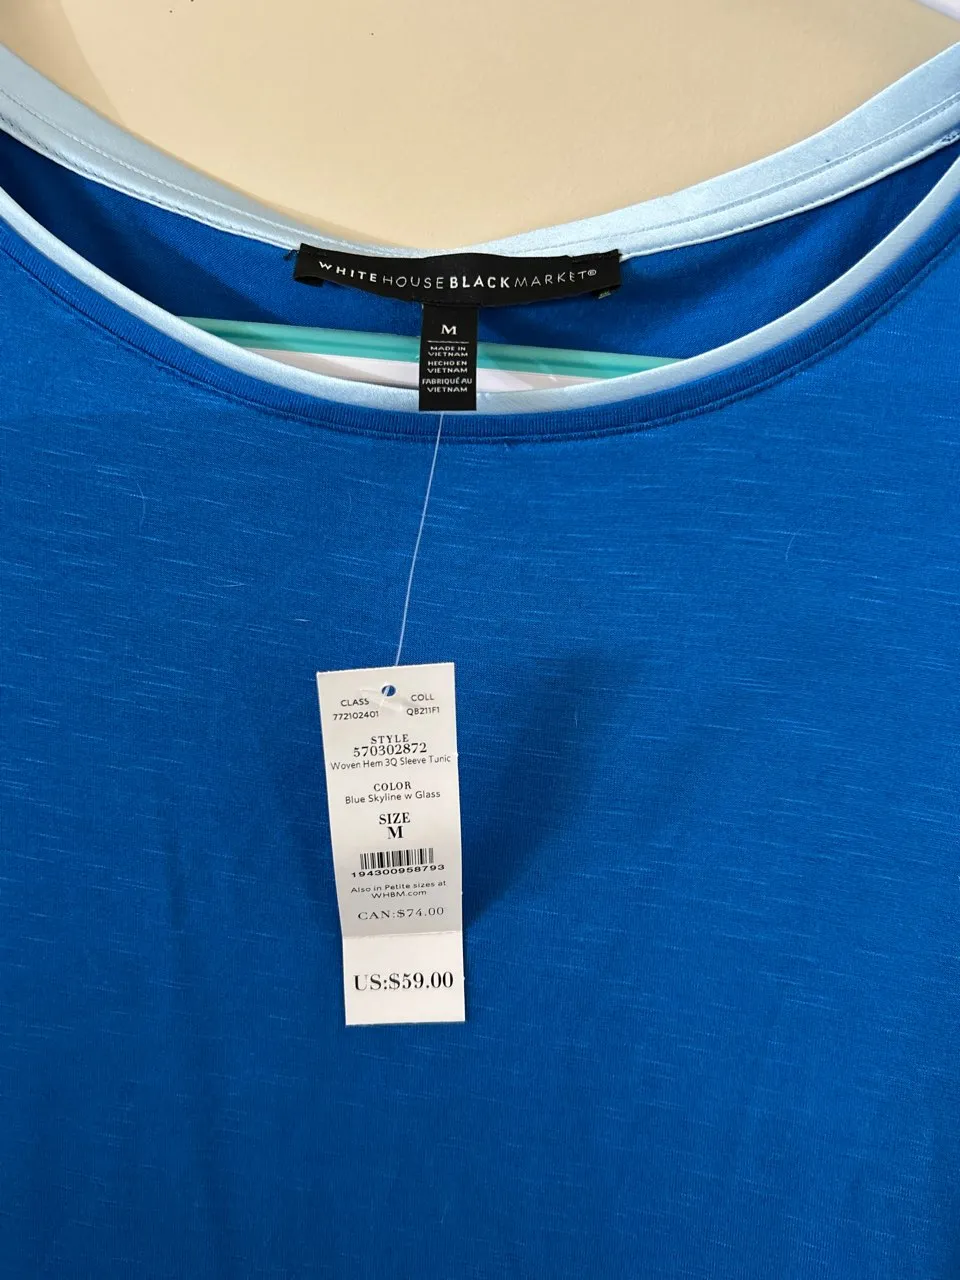 WHITE HOUSE BLACK MARKET®
M
MADE IN
VIETNAM
HECHO EN
VIETNAM
FABRIQUÉ AU
VIETNAM
CLASS COLL
772102401 QB211F1
STYLE
570302872
Woven Hem 3Q Sleeve Tunic
COLOR
Blue Skyline w Glass
SIZE
M
194300958793
Also in Petite sizes at
WHBM.com
CAN:$74.00
US:$59.00